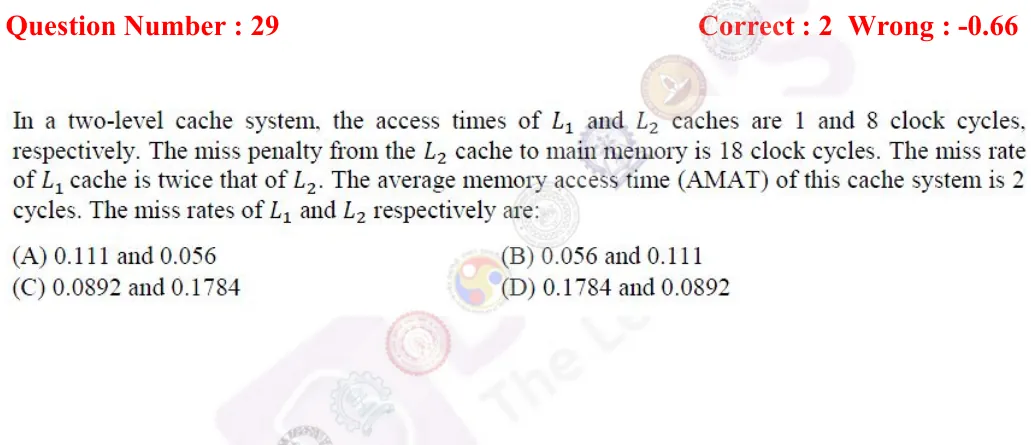 Question Number : 29 Correct : 2 Wrong : -0.66
In a two-level cache system, the access times of L₁ and L₂ caches are 1 and 8 clock cycles,
respectively. The miss penalty from the L₂ cache to main memory is 18 clock cycles. The miss rate
of L₁ cache is twice that of L₂. The average memory access time (AMAT) of this cache system is 2
cycles. The miss rates of L₁ and L₂ respectively are:
(A) 0.111 and 0.056 (B) 0.056 and 0.111
(C) 0.0892 and 0.1784 (D) 0.1784 and 0.0892
The